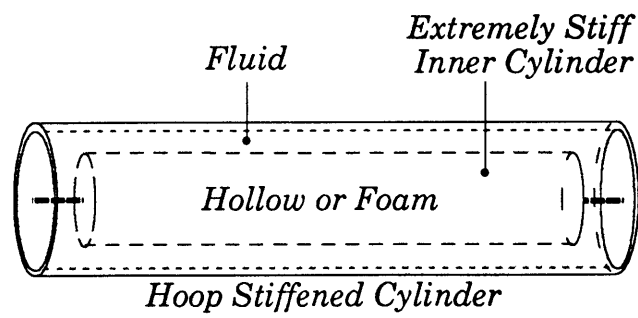 Extremely Stiff
Fluid
Inner Cylinder
Hollow or Foam
Hoop Stiffened Cylinder